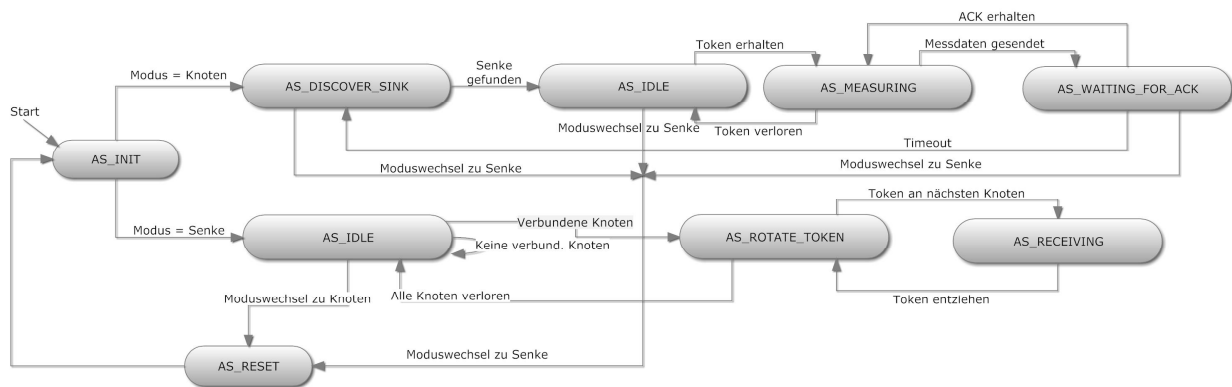 ACK erhalten
Token erhalten
Messdaten gesendet
Modus = Knoten
Senke
gefunden
AS_DISCOVER_SINK
AS_IDLE
AS_MEASURING
AS_WAITING_FOR_ACK
Start
Moduswechsel zu Senke
Token verloren
Timeout
AS_INIT
Moduswechsel zu Senke
Moduswechsel zu Senke
Token an nächsten Knoten
Verbundene Knoten
Modus = Senke
AS_IDLE
Keine verbund. Knoten
AS_ROTATE_TOKEN
AS_RECEIVING
Moduswechsel zu Knoten
Alle Knoten verloren
Token entziehen
Moduswechsel zu Senke
AS_RESET